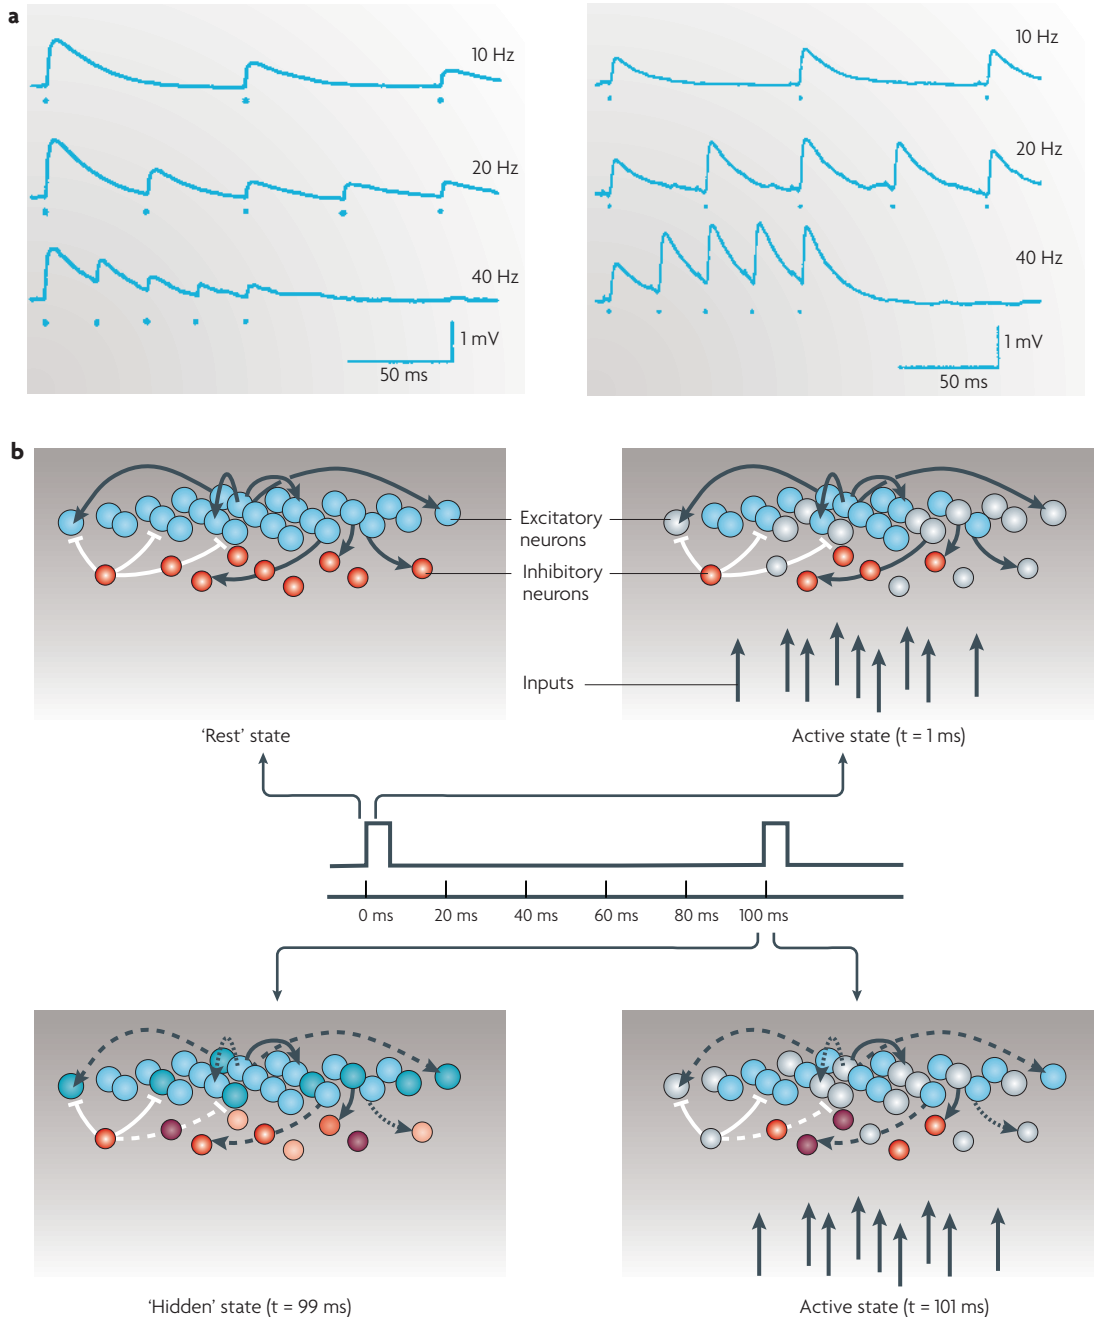 a
10 Hz
20 Hz
40 Hz
1 mV
50 ms
10 Hz
20 Hz
40 Hz
1 mV
50 ms
b
Excitatory
neurons
Inhibitory
neurons
Inputs
‘Rest’ state
Active state (t = 1 ms)
0 ms 20 ms 40 ms 60 ms 80 ms 100 ms
‘Hidden’ state (t = 99 ms)
Active state (t = 101 ms)